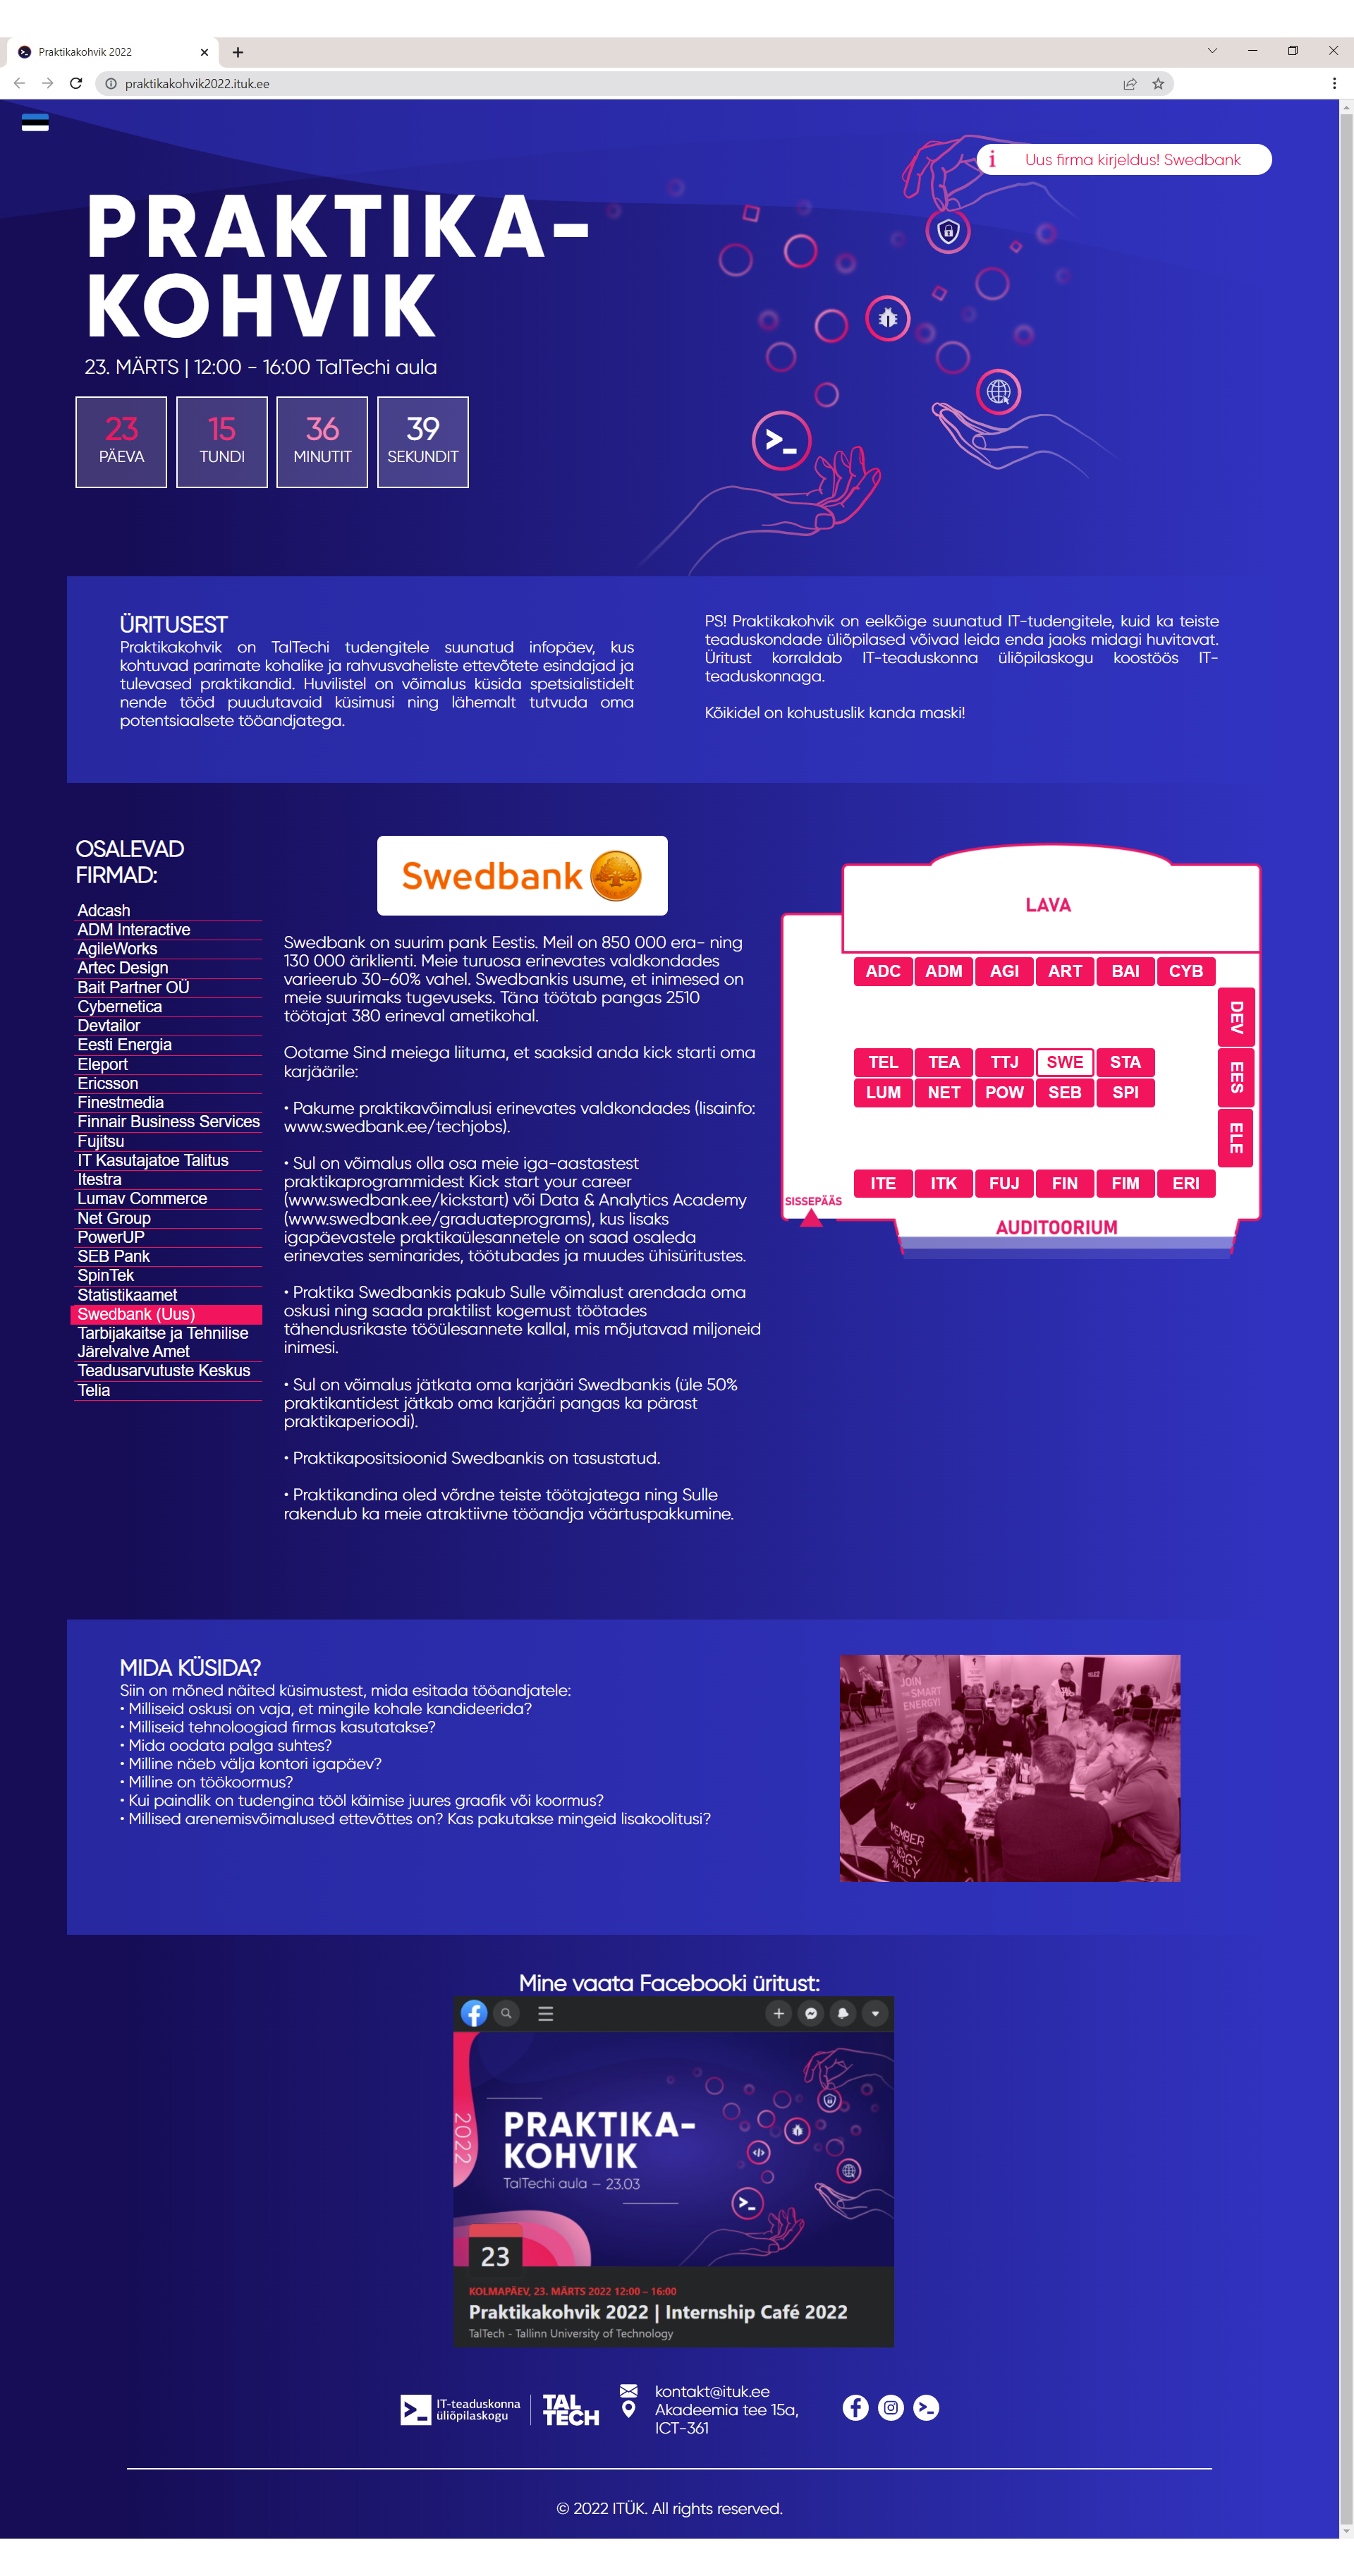 Praktikakohvik 2022
praktikakohvik2022.ituk.ee
Uus firma kirjeldus! Swedbank
PRAKTIKA-
KOHVIK
23. MÄRTS | 12:00 - 16:00 TalTechi aula
23 15 36 39
PÄEVA TUNDI MINUTIT SEKUNDIT
ÜRITUSEST
Praktikakohvik on TalTechi tudengitele suunatud infopäev, kus
kohtuvad parimate kohalike ja rahvusvaheliste ettevõtete esindajad ja
tulevased praktikandid. Huvilistel on võimalus küsida spetsialistidelt
nende tööd puudutavaid küsimusi ning lähemalt tutvuda oma
potentsiaalsete tööandjatega.
PS! Praktikakohvik on eelkõige suunatud IT-tudengitele, kuid ka teiste
teaduskondade üliõpilased võivad leida enda jaoks midagi huvitavat.
Üritust korraldab IT-teaduskonna üliõpilaskogu koostöös IT-
teaduskonnaga.
Kõikidel on kohustuslik kanda maski!
OSALEVAD
FIRMAD:
Adcash
ADM Interactive
AgileWorks
Artec Design
Bait Partner OÜ
Cybernetica
Devtailor
Eesti Energia
Eleport
Ericsson
Finestmedia
Finnair Business Services
Fujitsu
IT Kasutajatoe Talitus
Itestra
Lumav Commerce
Net Group
PowerUP
SEB Pank
SpinTek
Statistikaamet
Swedbank (Uus)
Tarbijakaitse ja Tehnilise
Järelvalve Amet
Teadusarvutuste Keskus
Telia
Swedbank
Swedbank on suurim pank Eestis. Meil on 850 000 era- ning
130 000 äriklienti. Meie turuosa erinevates valdkondades
varieerub 30-60% vahel. Swedbankis usume, et inimesed on
meie suurimaks tugevuseks. Täna töötab pangas 2510
töötajat 380 erineval ametikohal.
Ootame Sind meiega liituma, et saaksid anda kick starti oma
karjäärile:
• Pakume praktikavõimalusi erinevates valdkondades (lisainfo:
www.swedbank.ee/techjobs).
• Sul on võimalus olla osa meie iga-aastastest
praktikaprogrammidest Kick start your career
(www.swedbank.ee/kickstart) või Data & Analytics Academy
(www.swedbank.ee/graduateprograms), kus lisaks
igapäevastele praktikaülesannetele on saad osaleda
erinevates seminarides, töötubades ja muudes ühisüritustes.
• Praktika Swedbankis pakub Sulle võimalust arendada oma
oskusi ning saada praktilist kogemust töötades
tähendusrikaste tööülesannete kallal, mis mõjutavad miljoneid
inimesi.
• Sul on võimalus jätkata oma karjääri Swedbankis (üle 50%
praktikantidest jätkab oma karjääri pangas ka pärast
praktikaperioodi).
• Praktikapositsioonid Swedbankis on tasustatud.
• Praktikandina oled võrdne teiste töötajatega ning Sulle
rakendub ka meie atraktiivne tööandja väärtuspakkumine.
LAVA
ADC ADM AGI ART BAI CYB
DEV
TEL TEA TTJ SWE STA
EES
LUM NET POW SEB SPI
ELE
ITE ITK FUJ FIN FIM ERI
SISSEPÄÄS
AUDITOORIUM
MIDA KÜSIDA?
Siin on mõned näited küsimustest, mida esitada tööandjatele:
• Milliseid oskusi on vaja, et mingile kohale kandideerida?
• Milliseid tehnoloogiad firmas kasutatakse?
• Mida oodata palga suhtes?
• Milline näeb välja kontori igapäev?
• Milline on töökoormus?
• Kui paindlik on tudengina tööl käimise juures graafik või koormus?
• Millised arenemisvõimalused ettevõttes on? Kas pakutakse mingeid lisakoolitusi?
JOIN
THE SMART
ENERGY!
TELE2
MEMBER
FAMILY
Mine vaata Facebooki üritust:
2022
PRAKTIKA-
KOHVIK
TalTechi aula – 23.03
23
KOLMAPÄEV, 23. MÄRTS 2022 12:00 – 16:00
Praktikakohvik 2022 | Internship Café 2022
TalTech - Tallinn University of Technology
IT-teaduskonna
üliõpilaskogu
TAL
TECH
kontakt@ituk.ee
Akadeemia tee 15a,
ICT-361
© 2022 ITÜK. All rights reserved.